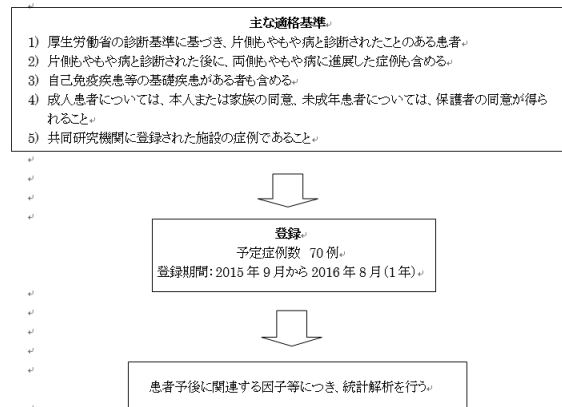 主な適格基準
1) 厚生労働省の診断基準に基づき、片側もやもや病と診断されたことのある患者
2) 片側もやもや病と診断された後に、両側もやもや病に進展した症例も含める
3) 自己免疫疾患等の基礎疾患がある者も含める
4) 成人患者については、本人または家族の同意、未成年患者については、保護者の同意が得ら
れること
5) 共同研究機関に登録された施設の症例であること
登録
予定症例数 70例
登録期間：2015年9月から2016年8月(1年)
患者予後に関連する因子等につき、統計解析を行う